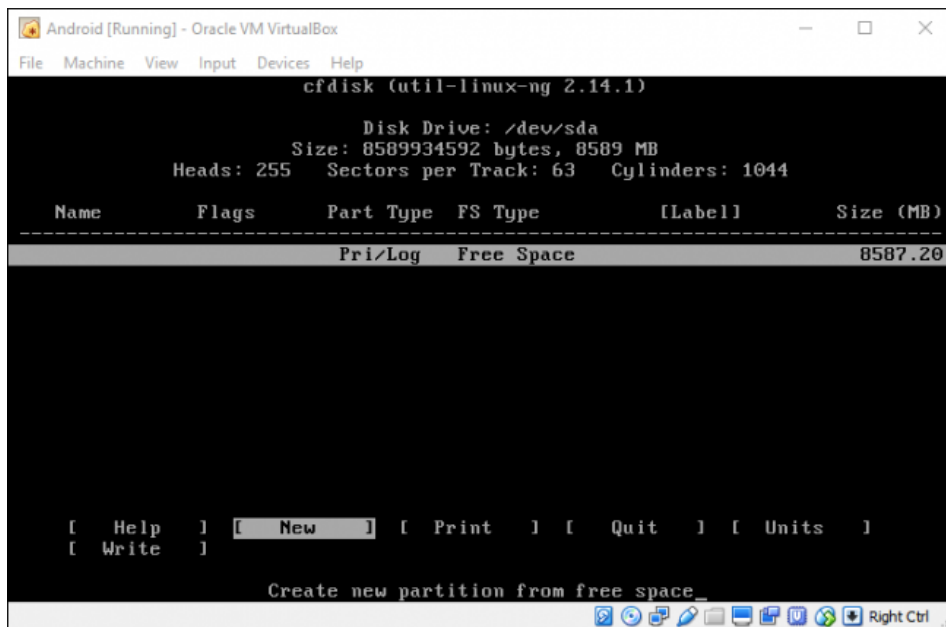 Android [Running] - Oracle VM VirtualBox
File Machine View Input Devices Help
cfdisk (util-linux-ng 2.14.1)
Disk Drive: /dev/sda
Size: 8589934592 bytes, 8589 MB
Heads: 255 Sectors per Track: 63 Cylinders: 1044
Name Flags Part Type FS Type [Label] Size (MB)
------------------------------------------------------------------------------
Pri/Log Free Space 8587.20
[ Help ] [ New ] [ Print ] [ Quit ] [ Units ]
[ Write ]
Create new partition from free space_
Right Ctrl